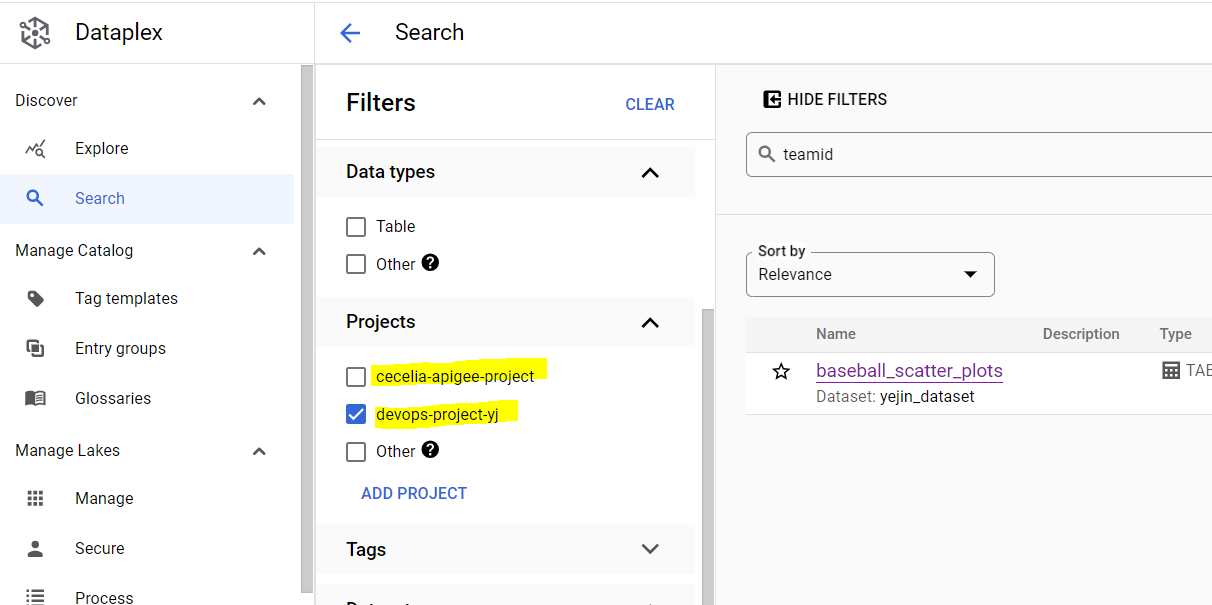 Dataplex
Search
Discover
Explore
Search
Manage Catalog
Tag templates
Entry groups
Glossaries
Manage Lakes
Manage
Secure
Process
Filters
CLEAR
Data types
Table
Other
Projects
cecelia-apigee-project
devops-project-yj
Other
ADD PROJECT
Tags
HIDE FILTERS
teamid
Sort by
Relevance
Name Description Type
baseball_scatter_plots TAB
Dataset: yejin_dataset